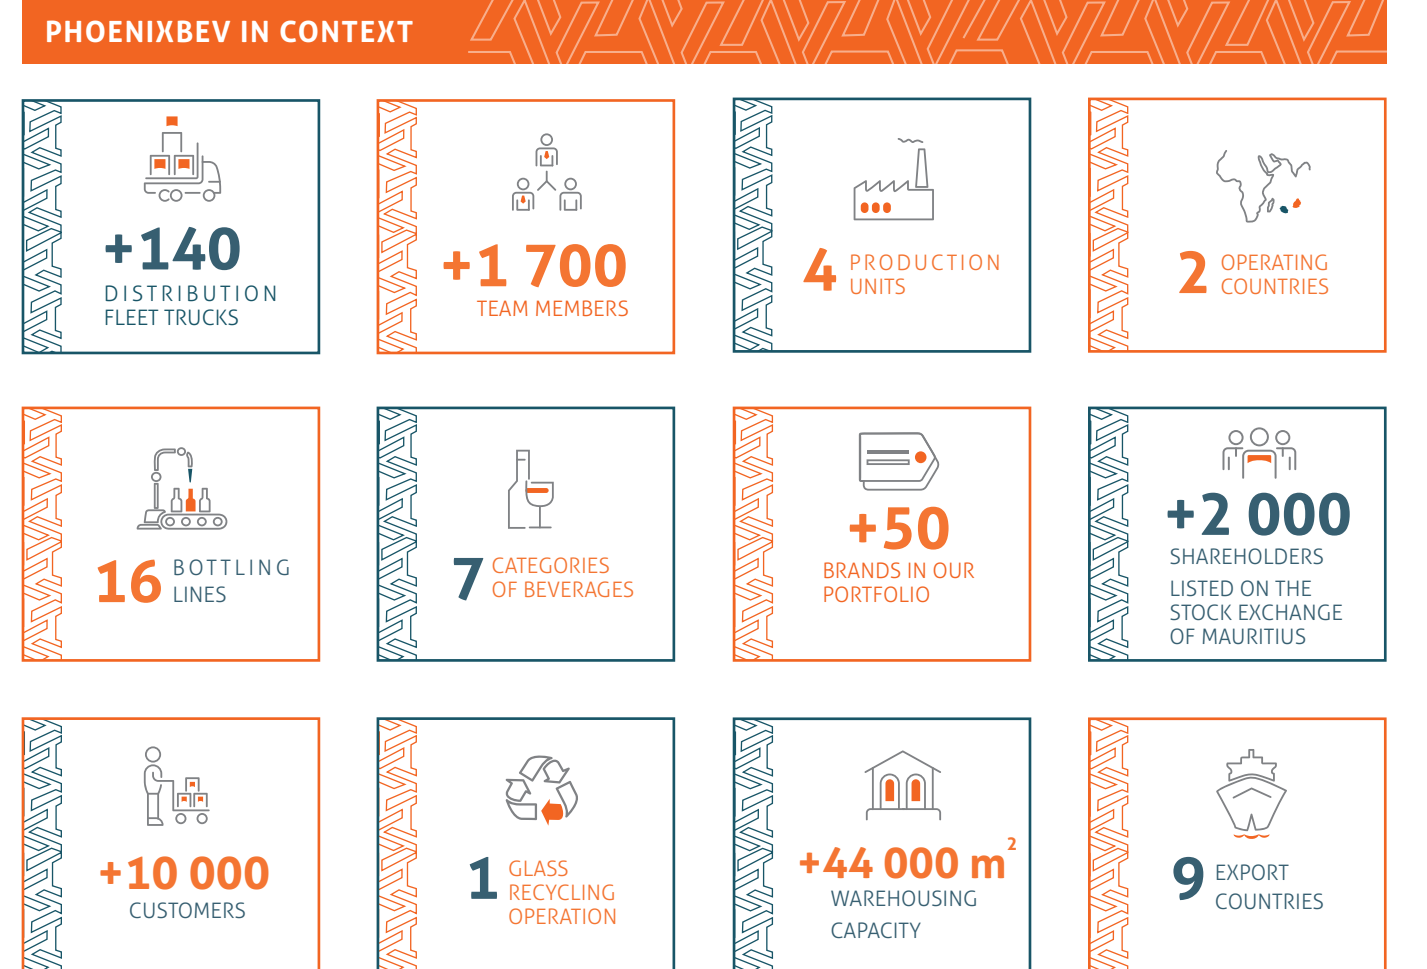 PHOENIXBEV IN CONTEXT
+140
DISTRIBUTION
FLEET TRUCKS
+1 700
TEAM MEMBERS
4 PRODUCTION
UNITS
2 OPERATING
COUNTRIES
16 BOTTLING
LINES
7 CATEGORIES
OF BEVERAGES
+50
BRANDS IN OUR
PORTFOLIO
+2 000
SHAREHOLDERS
LISTED ON THE
STOCK EXCHANGE
OF MAURITIUS
+10 000
CUSTOMERS
1 GLASS
RECYCLING
OPERATION
+44 000 m²
WAREHOUSING
CAPACITY
9 EXPORT
COUNTRIES